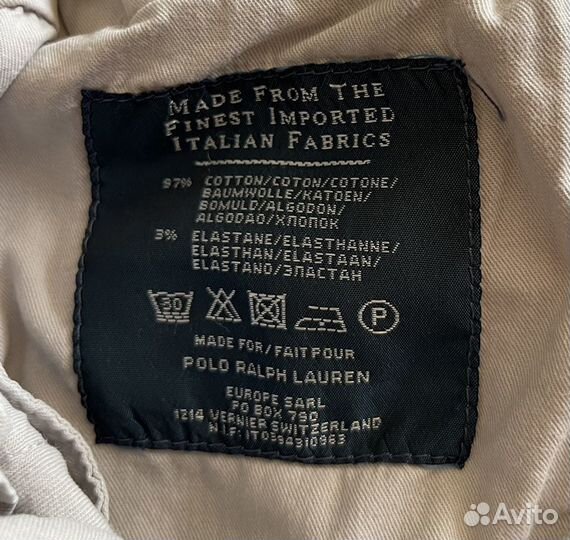 MADE FROM THE
FINEST IMPORTED
ITALIAN FABRICS
97% COTTON/COTON/COTONE/
BAUMWOLLE/KATOEN/
BOMULD/ALGODON/
ALGODAO/ХЛОПОК
3% ELASTANE/ELASTHANNE/
ELASTHAN/ELASTAAN/
ELASTANO/ЭЛАСТАН
30 P
MADE FOR/FAIT POUR
POLO RALPH LAUREN
EUROPE SARL
PO BOX 790
1214 VERNIER SWITZERLAND
N.I.F: IT0594310963
Avito